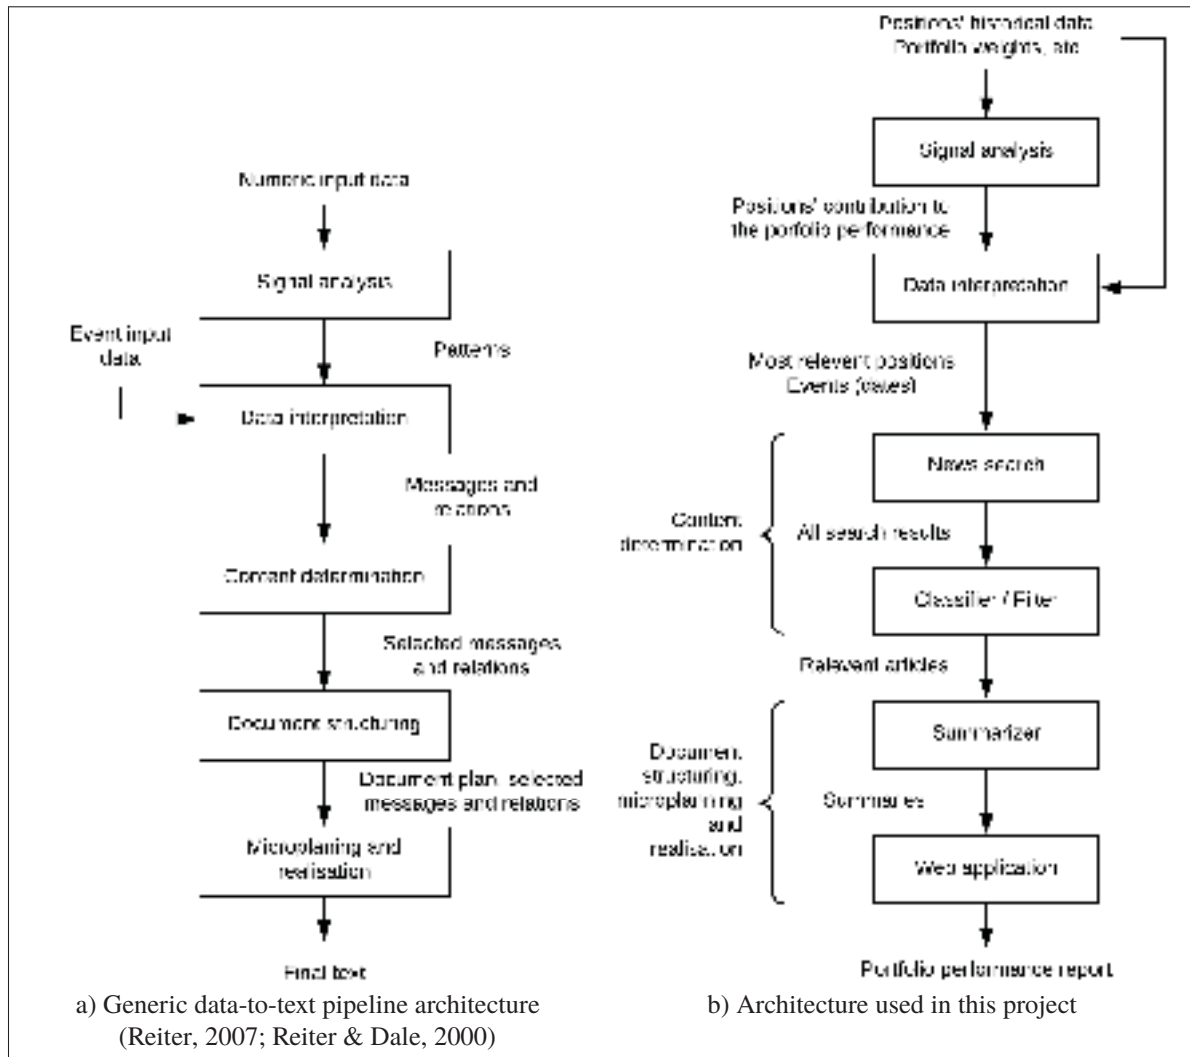 Numeric input data
Signal analysis
Event input
data
Patterns
Data interpretation
Messages and
relations
Content determination
Selected messages
and relations
Document structuring
Document plan, selected
messages and relations
Microplaning and
realisation
Final text
a) Generic data-to-text pipeline architecture
(Reiter, 2007; Reiter & Dale, 2000)
Positions' historical data
Portfolio weights, etc
Signal analysis
Positions' contribution to
the porfolio performance
Data interpretation
Most relevent positions
Events (dates)
News search
Content
determination
All search results
Classifier / Filter
Relevent articles
Summarizer
Document
structuring,
microplanning
and
realisation
Summaries
Web application
Portfolio performance report
b) Architecture used in this project